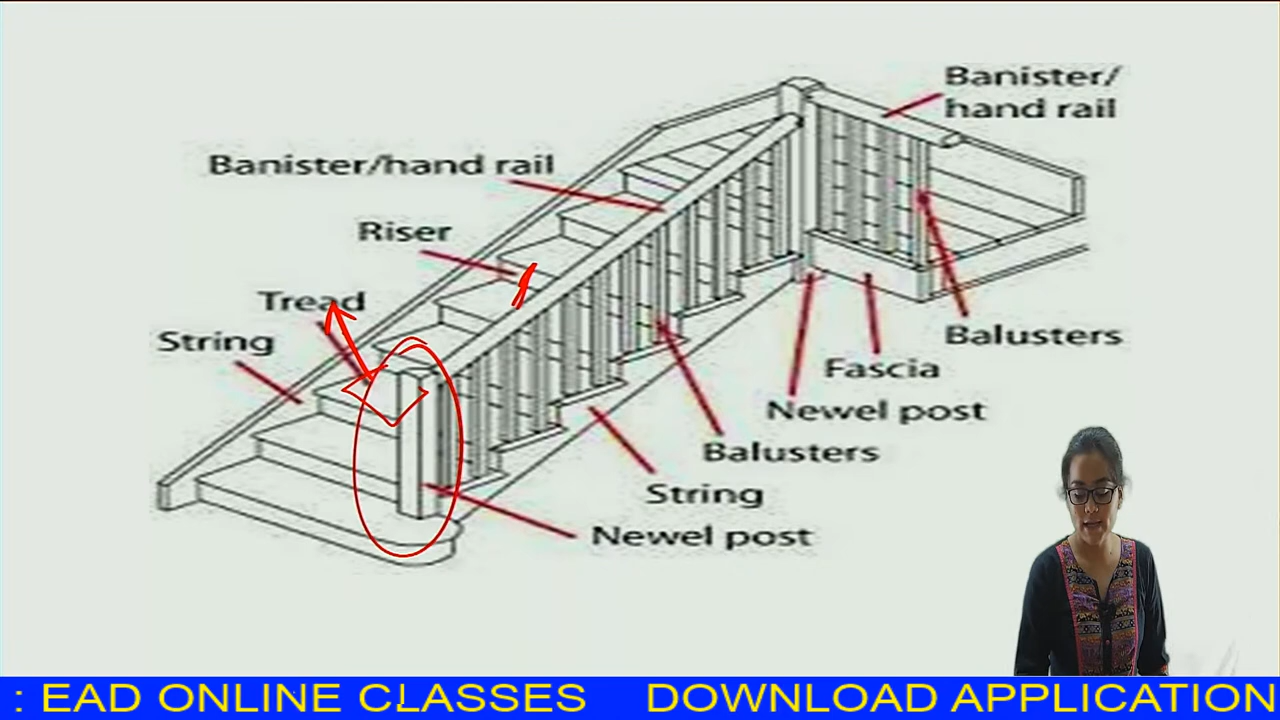 Banister/
hand rail
Banister/hand rail
Riser
Tread
String
Balusters
Fascia
Newel post
Balusters
String
Newel post
: EAD ONLINE CLASSES DOWNLOAD APPLICATION